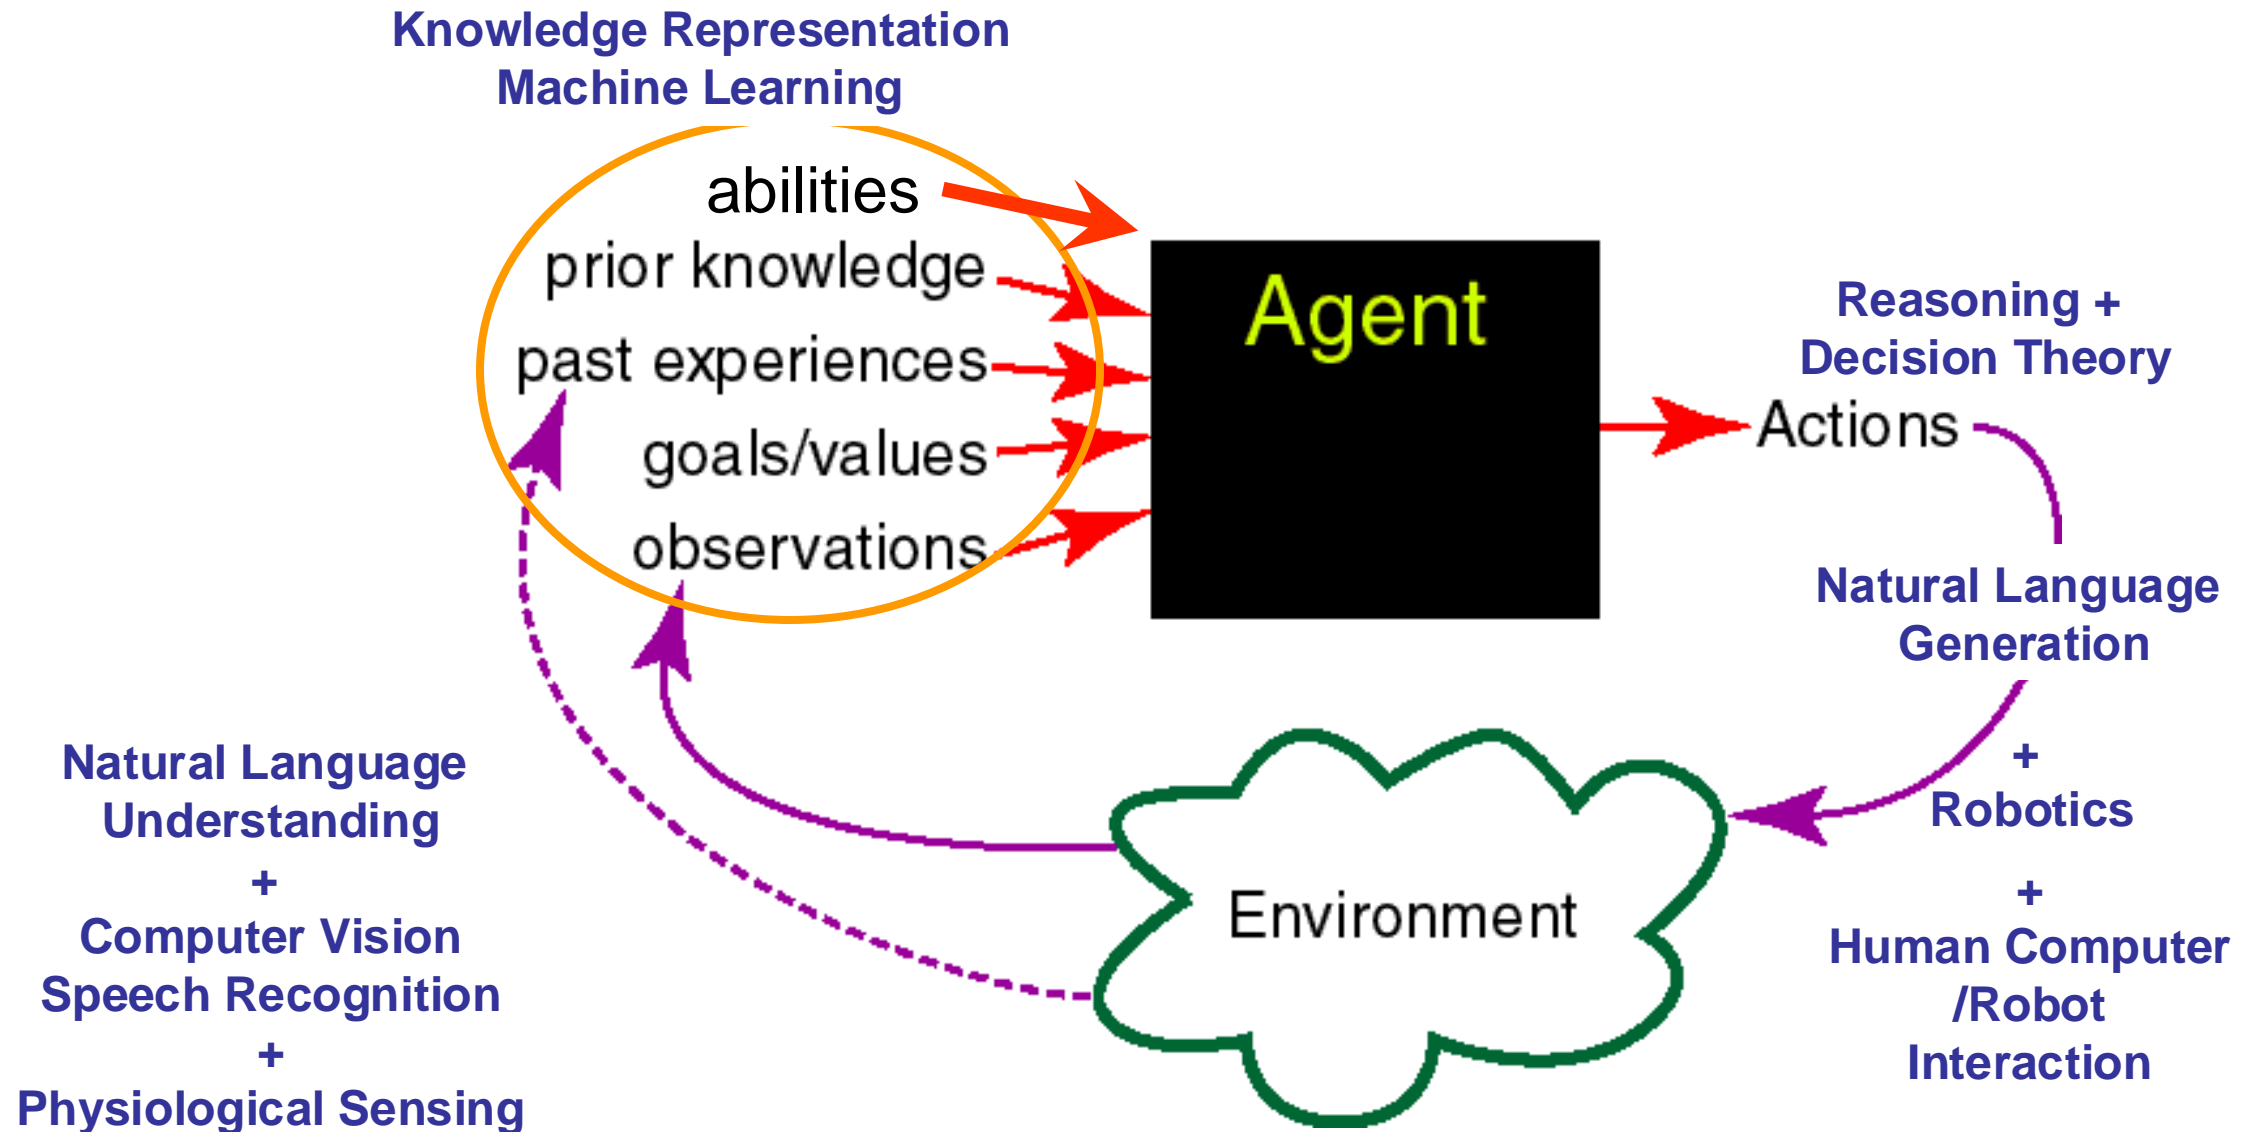 Knowledge Representation
Machine Learning
abilities
prior knowledge
past experiences
goals/values
observations
Agent
Reasoning +
Decision Theory
Actions
Natural Language
Generation
+
Robotics
+
Human Computer
/Robot
Interaction
Environment
Natural Language
Understanding
+
Computer Vision
Speech Recognition
+
Physiological Sensing